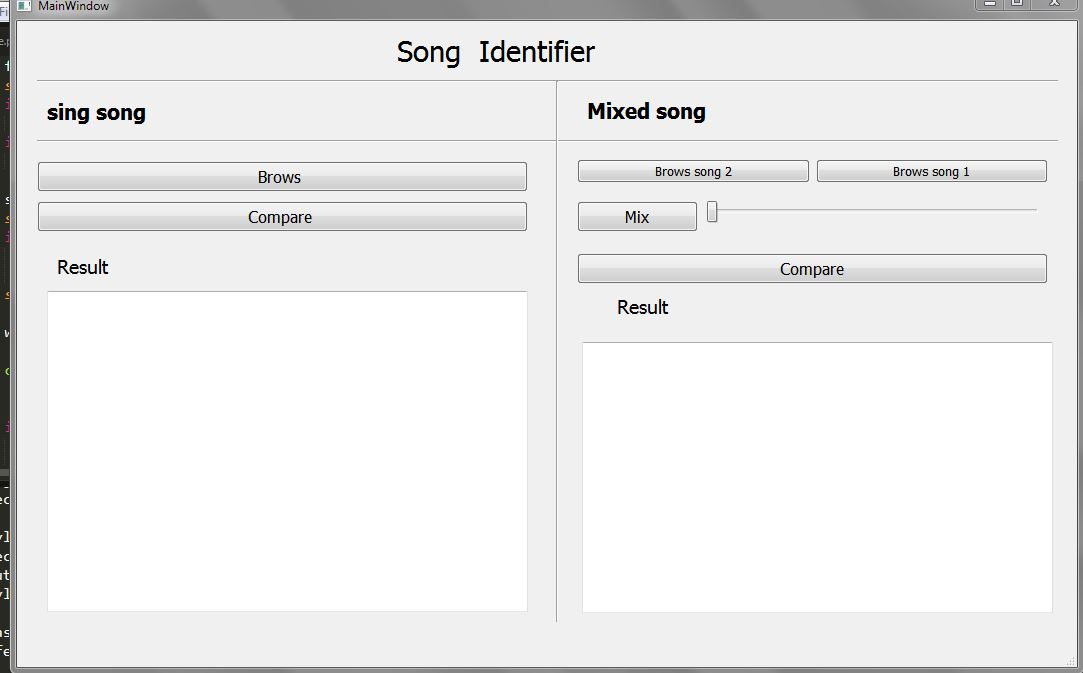 MainWindow
Song Identifier
sing song
Mixed song
Brows
Brows song 2
Brows song 1
Compare
Mix
Compare
Result
Result